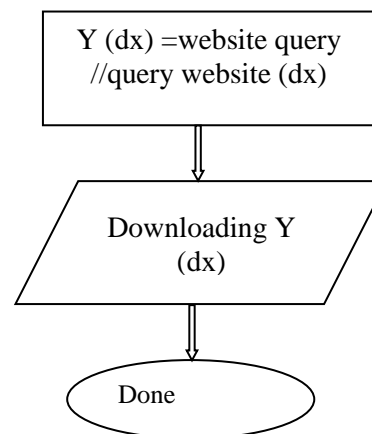 Y (dx) =website query
//query website (dx)
Downloading Y
(dx)
Done